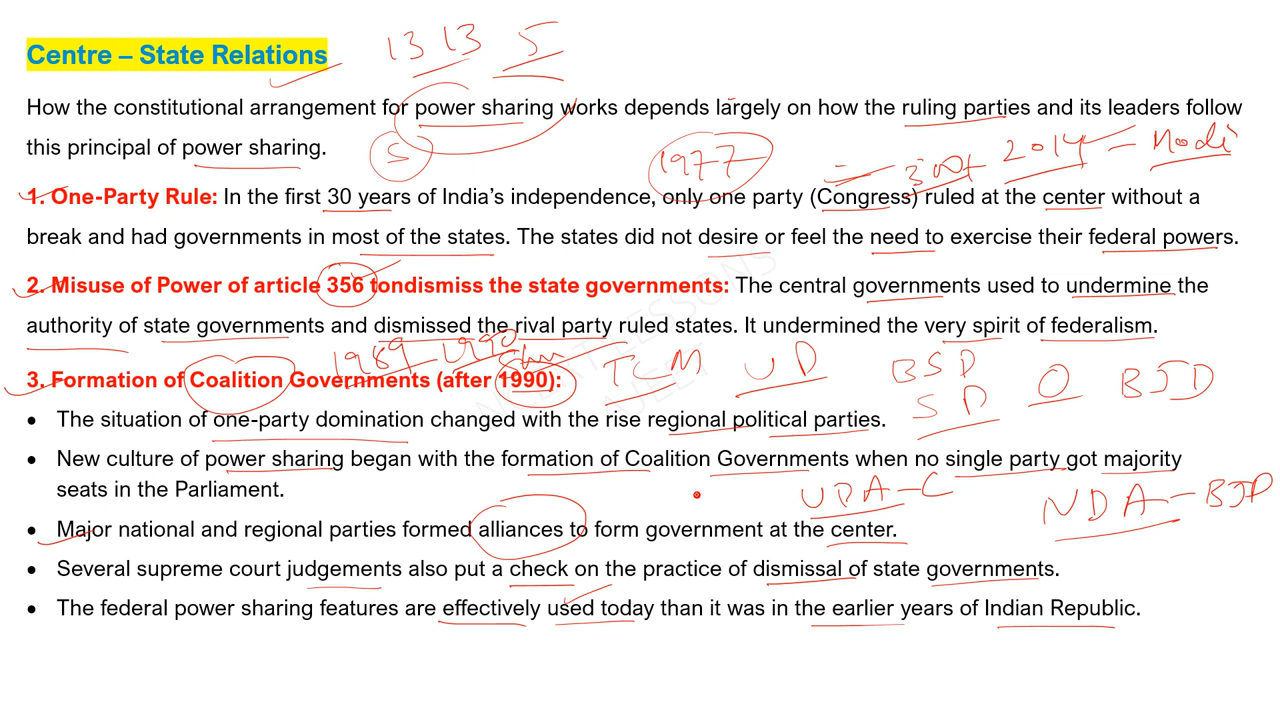 Centre – State Relations
13 13 5
How the constitutional arrangement for power sharing works depends largely on how the ruling parties and its leaders follow
this principal of power sharing.
5
1977
300+ 2014 – Modi
1. One-Party Rule: In the first 30 years of India's independence, only one party (Congress) ruled at the center without a
break and had governments in most of the states. The states did not desire or feel the need to exercise their federal powers.
2. Misuse of Power of article 356 tondismiss the state governments: The central governments used to undermine the
authority of state governments and dismissed the rival party ruled states. It undermined the very spirit of federalism.
1989 1990
TCM UP BSP
SP O BJD
3. Formation of Coalition Governments (after 1990):
The situation of one-party domination changed with the rise regional political parties.
New culture of power sharing began with the formation of Coalition Governments when no single party got majority
seats in the Parliament.
UPA – C NDA – BJP
Major national and regional parties formed alliances to form government at the center.
Several supreme court judgements also put a check on the practice of dismissal of state governments.
The federal power sharing features are effectively used today than it was in the earlier years of Indian Republic.